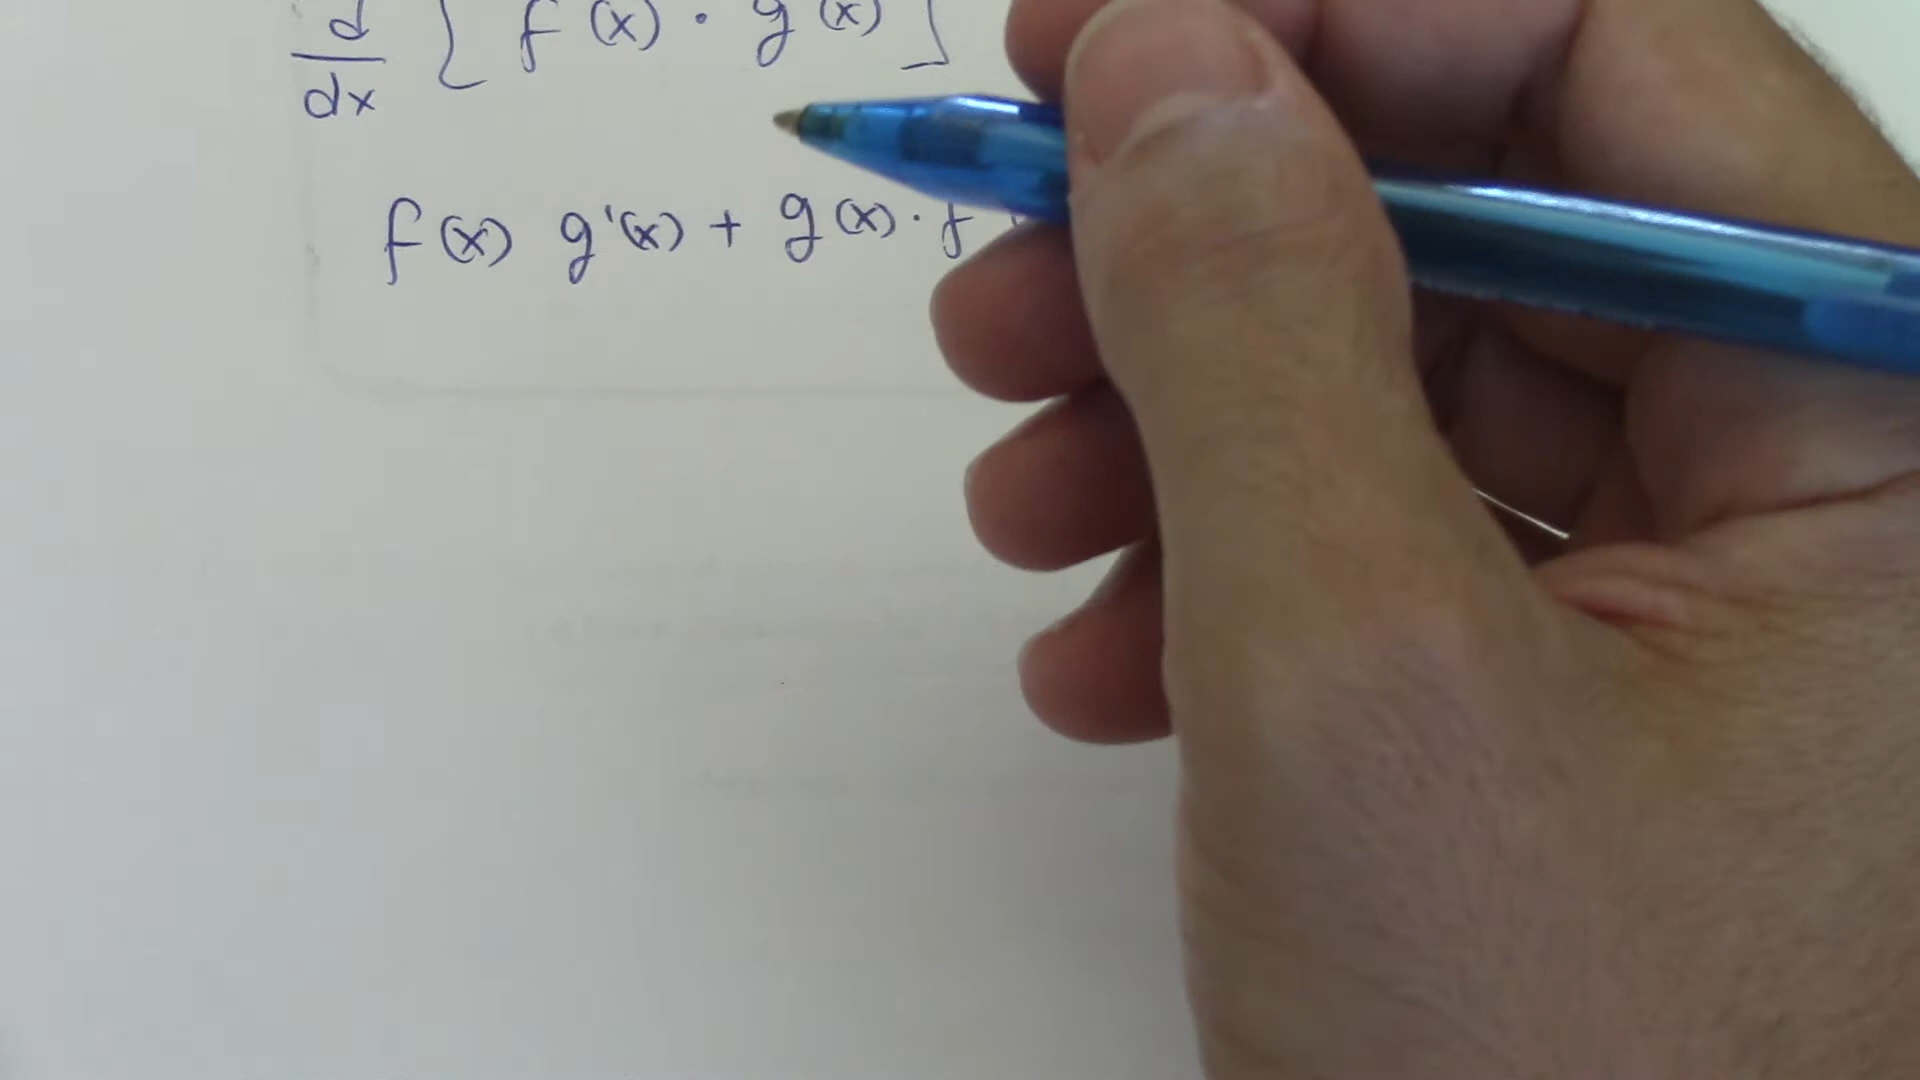 d/dx [ f(x) · g(x) ]
f(x) g'(x) + g(x) · f